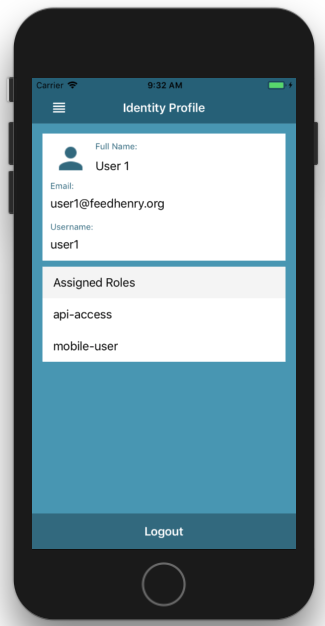 Carrier 9:32 AM
Identity Profile
Full Name:
User 1
Email:
user1@feedhenry.org
Username:
user1
Assigned Roles
api-access
mobile-user
Logout